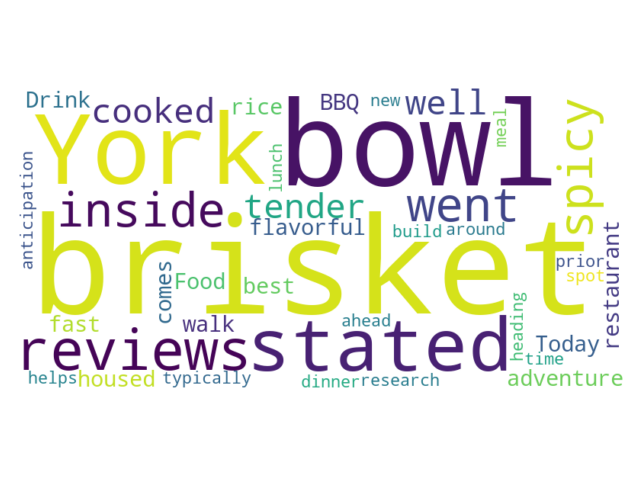 Drink
cooked
rice
BBQ
new
well
meal
spicy
York
bowl
anticipation
lunch
inside
tender
went
flavorful
build
around
brisket
restaurant
prior
spot
comes
Food
best
heading
fast
walk
ahead
reviews
stated
Today
time
helps
housed
typically
dinner
research
adventure